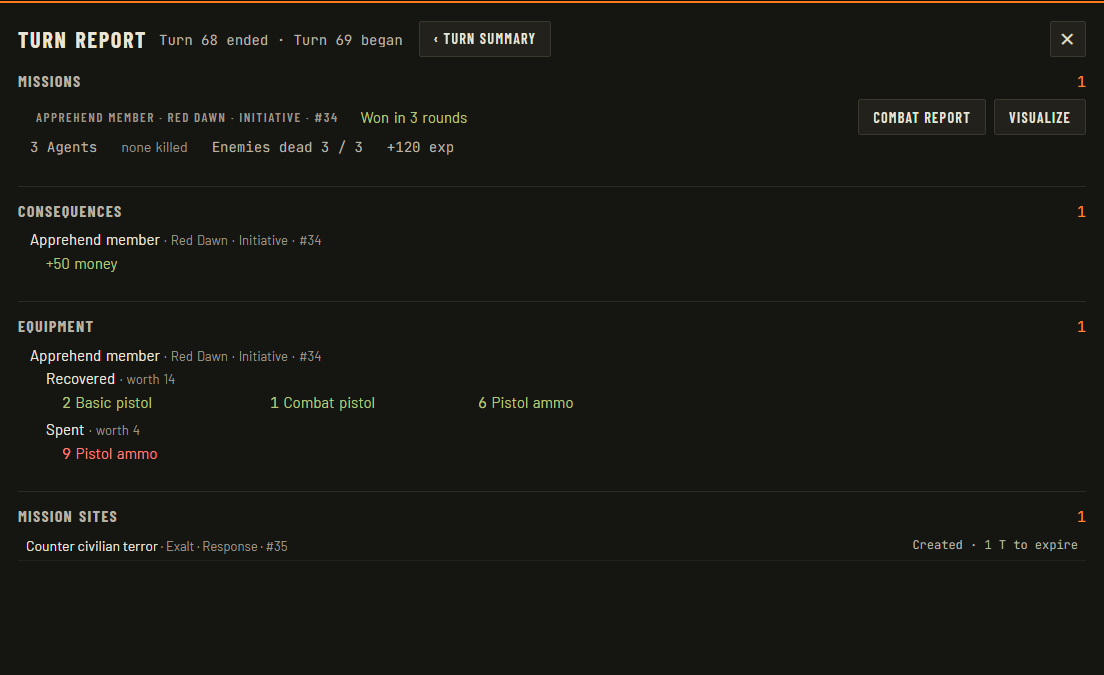 TURN REPORT Turn 68 ended · Turn 69 began ‹ TURN SUMMARY ✕
MISSIONS 1
APPREHEND MEMBER · RED DAWN · INITIATIVE · #34 Won in 3 rounds COMBAT REPORT VISUALIZE
3 Agents none killed Enemies dead 3 / 3 +120 exp
CONSEQUENCES 1
Apprehend member · Red Dawn · Initiative · #34
+50 money
EQUIPMENT 1
Apprehend member · Red Dawn · Initiative · #34
Recovered · worth 14
2 Basic pistol 1 Combat pistol 6 Pistol ammo
Spent · worth 4
9 Pistol ammo
MISSION SITES 1
Counter civilian terror · Exalt · Response · #35 Created · 1 T to expire